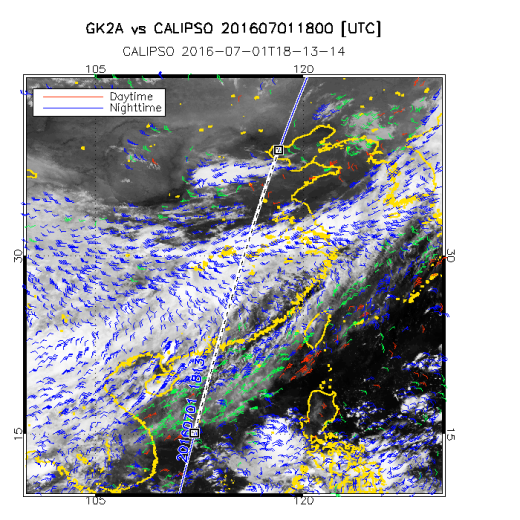 GK2A vs CALIPSO 201607011800 [UTC]
CALIPSO 2016-07-01T18-13-14
105 120
Daytime
Nighttime
30 30
15 15
20160701 1813
105 120